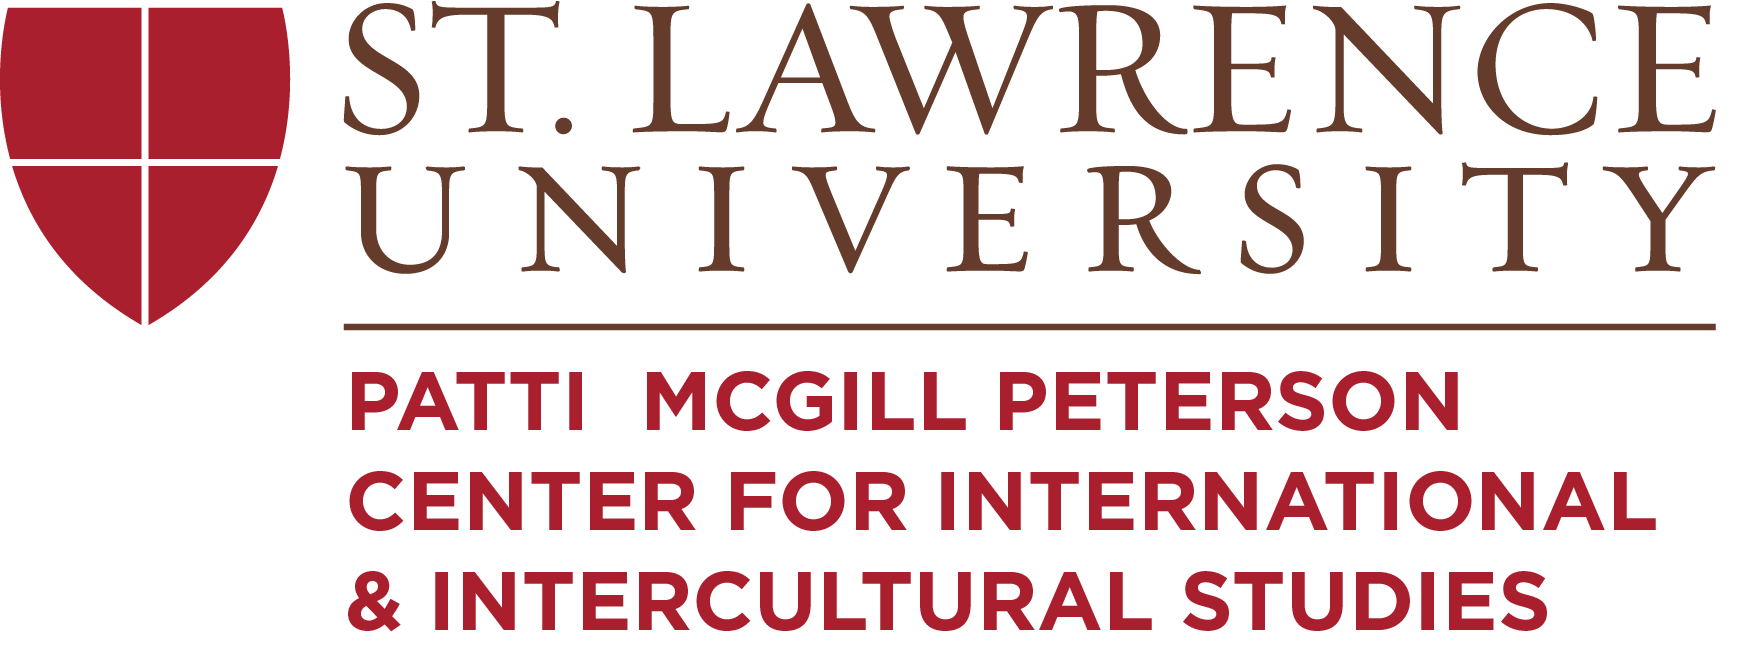 ST. LAWRENCE
UNIVERSITY
PATTI MCGILL PETERSON
CENTER FOR INTERNATIONAL
& INTERCULTURAL STUDIES